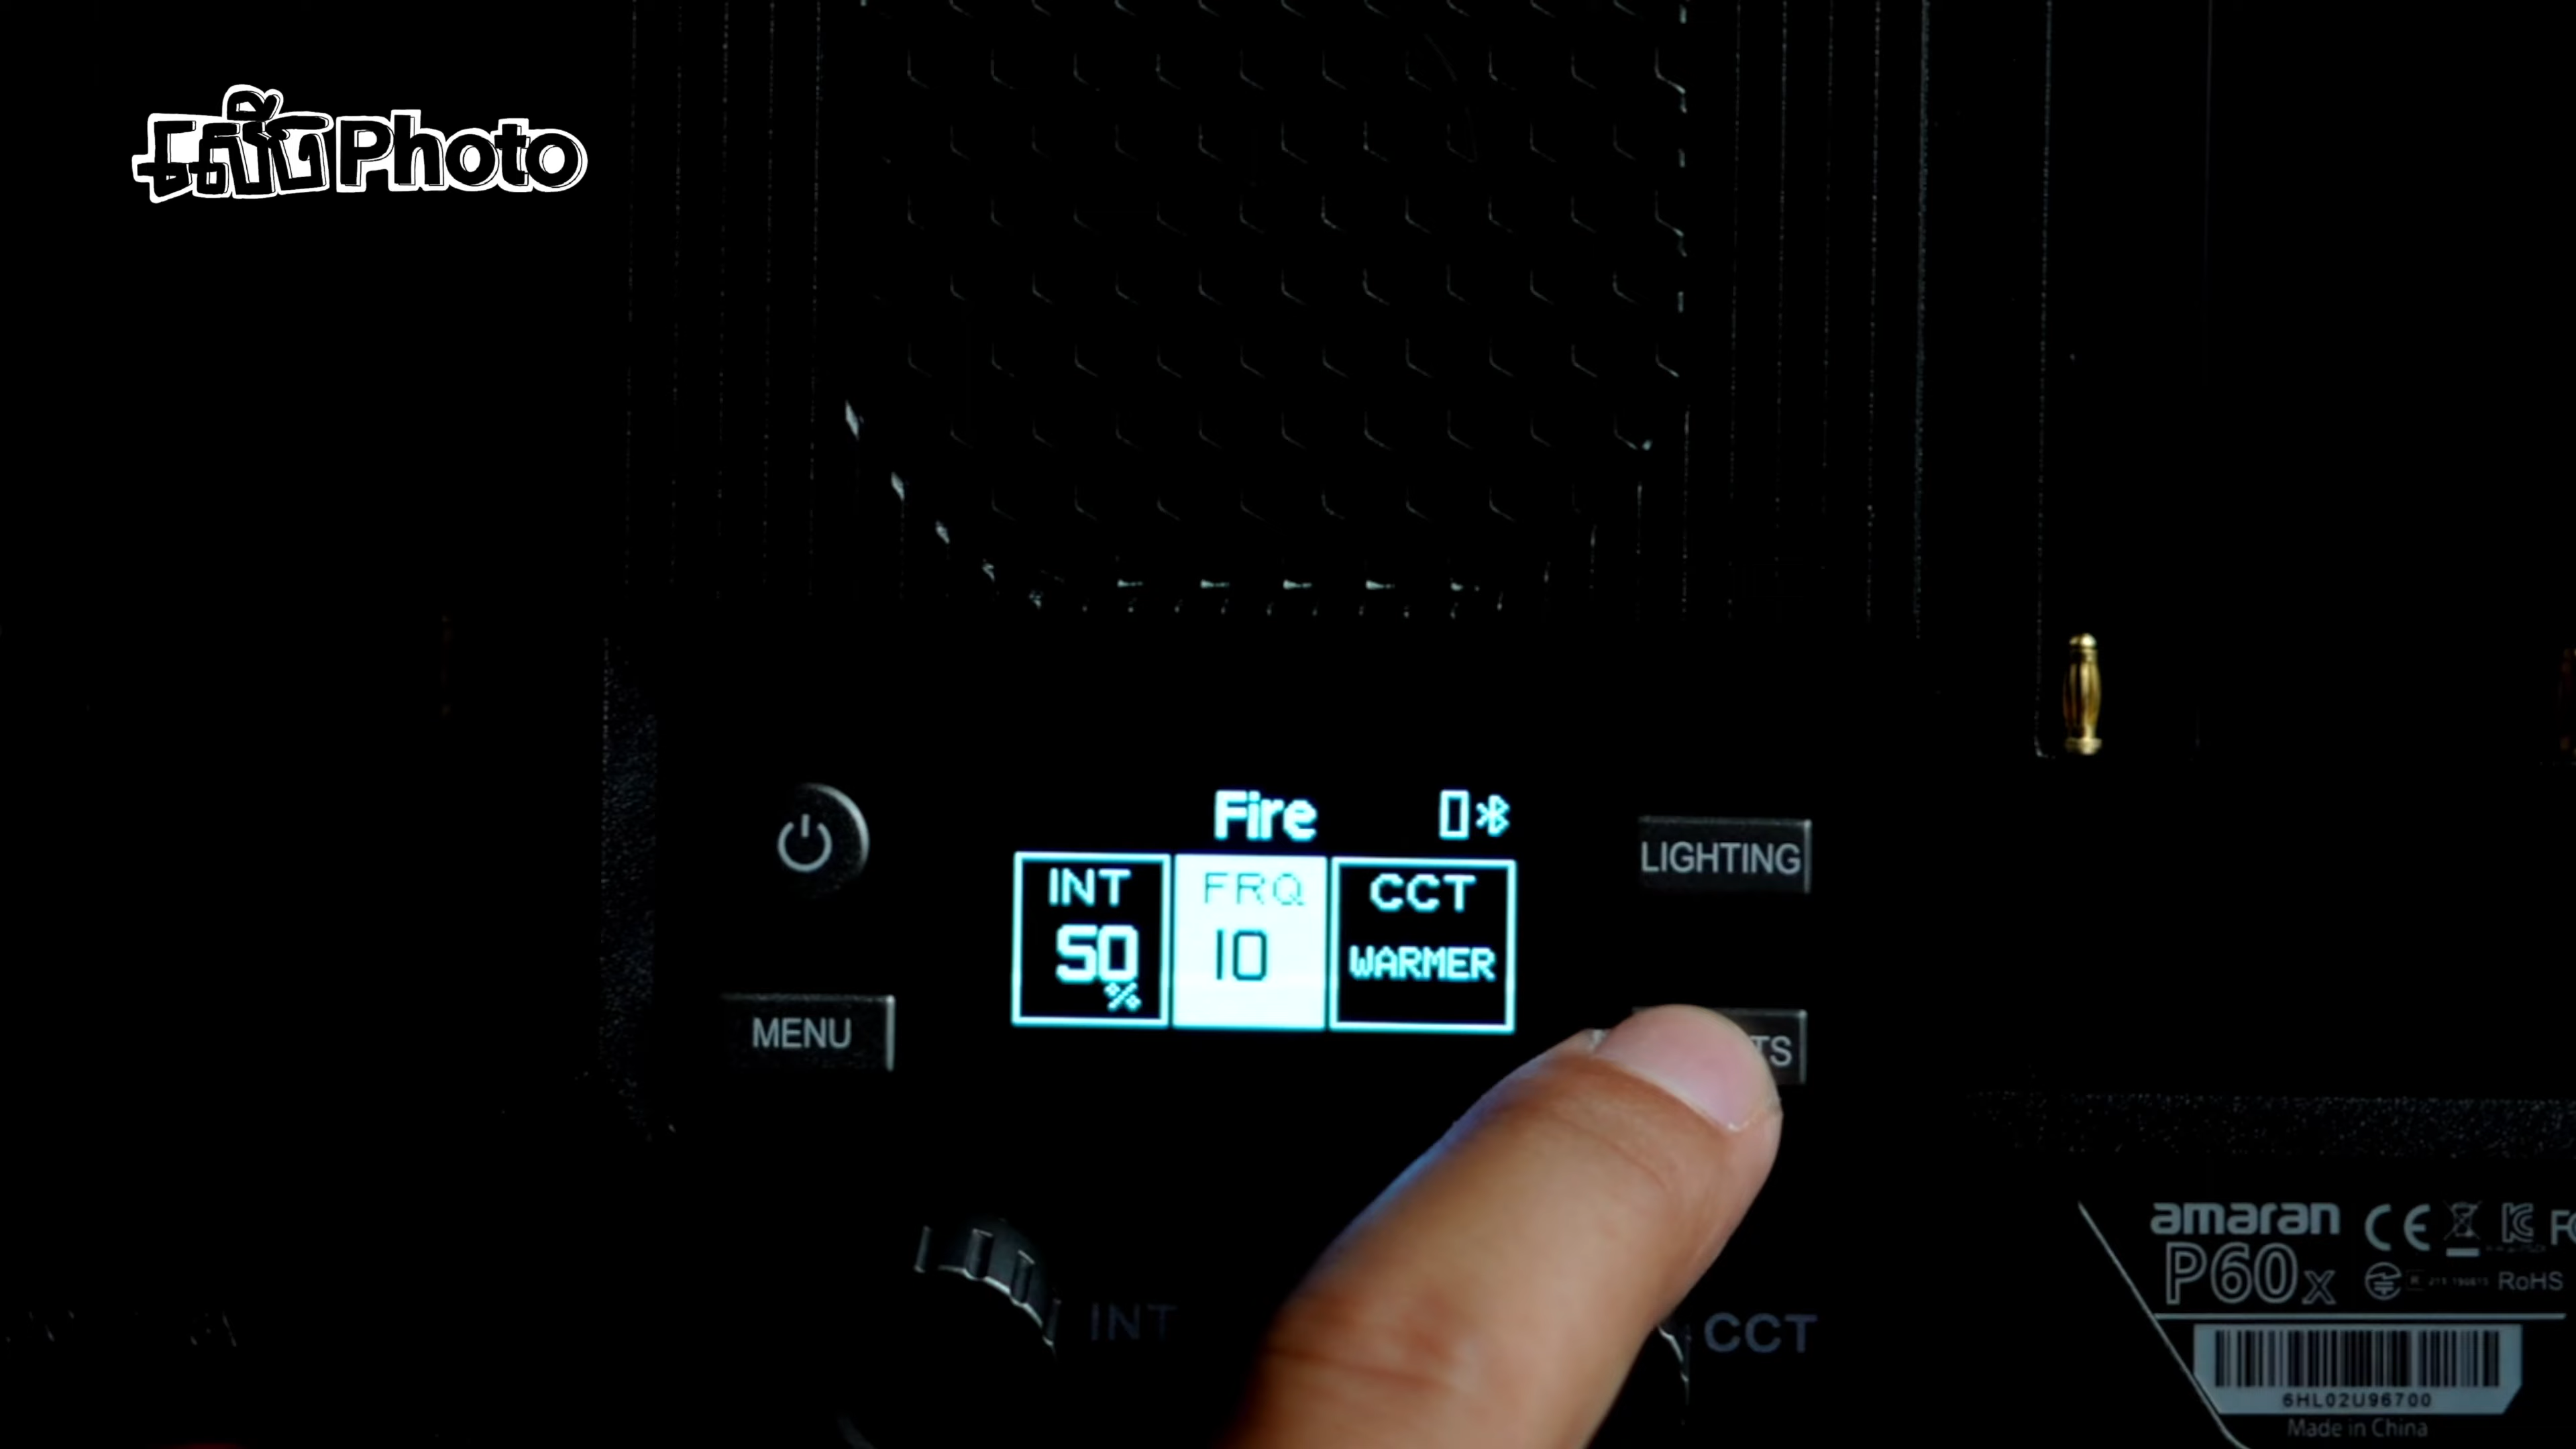 Photo
Fire
INT
50
%
FRQ
10
CCT
WARMER
LIGHTING
MENU
INT
CCT
amaran
P60x
RoHS
6HL02U96700
Made in China